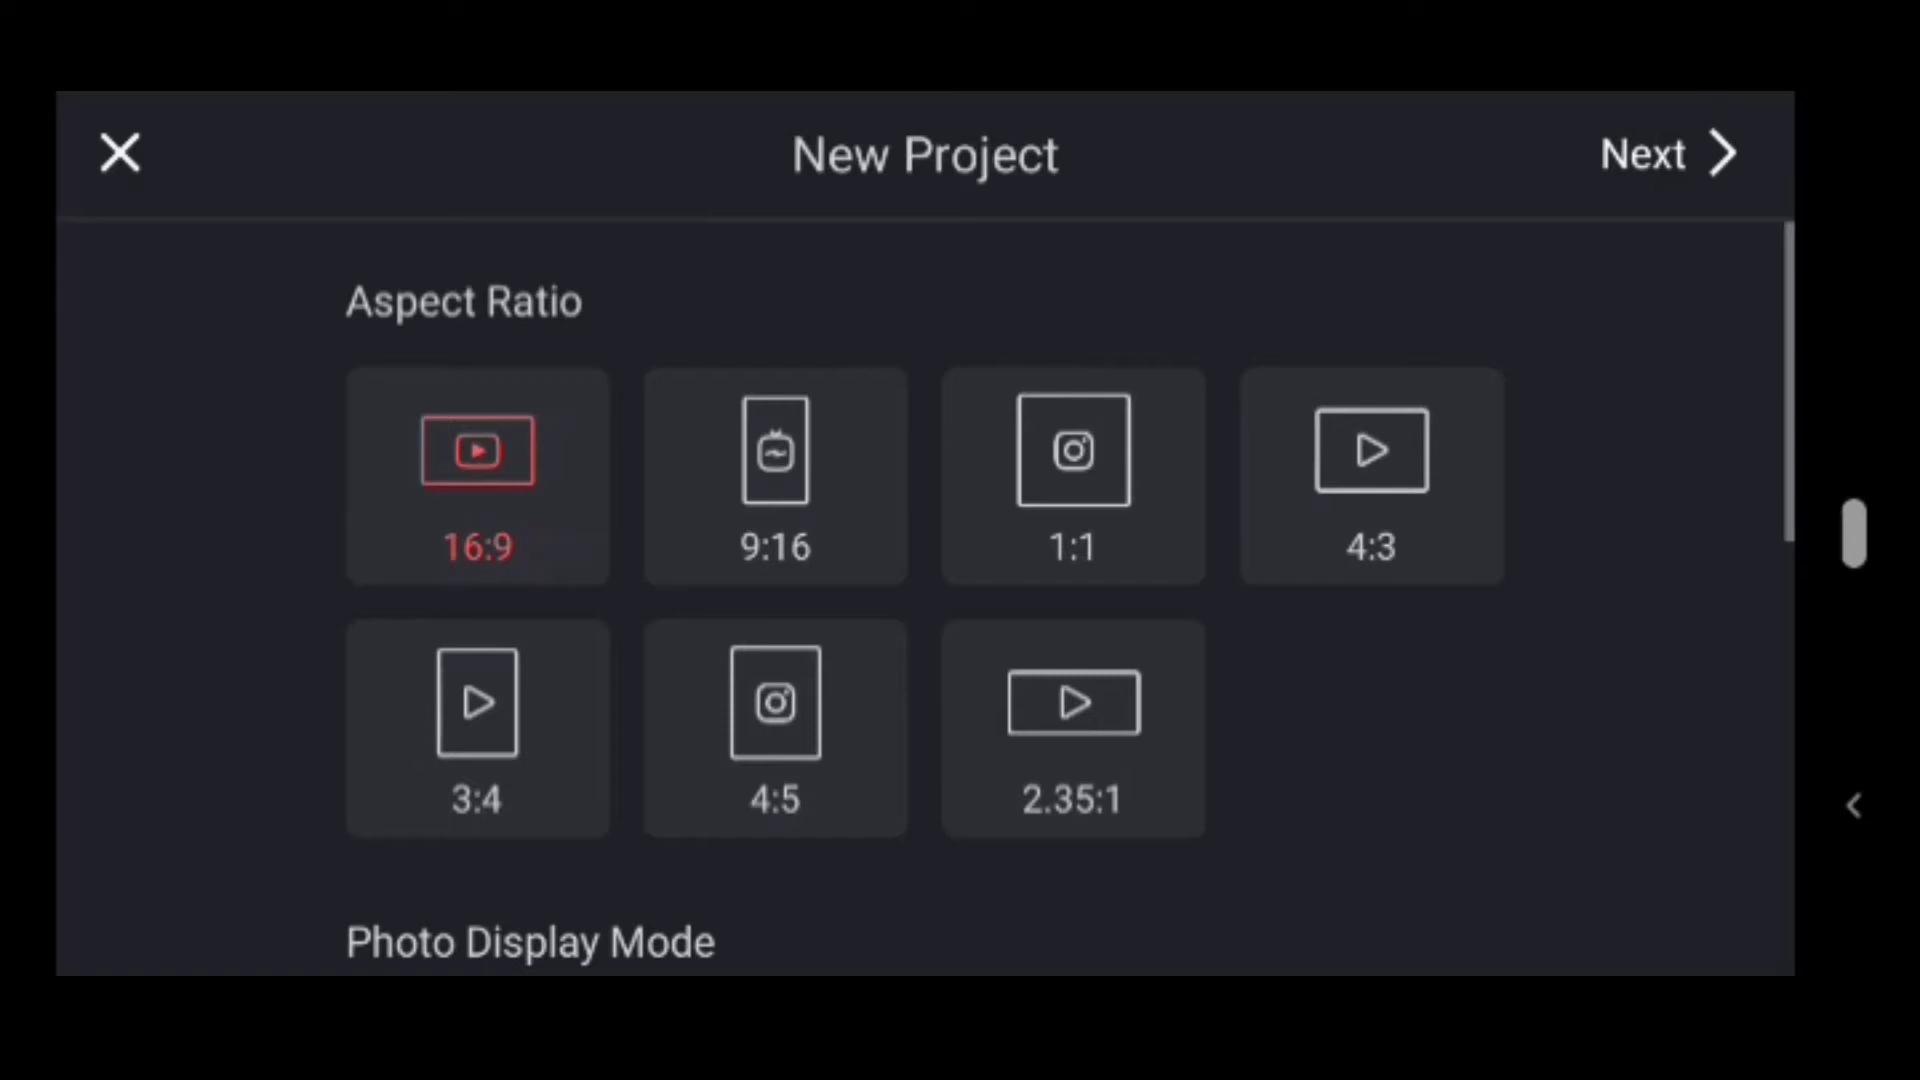 New Project
Next
Aspect Ratio
16:9
9:16
1:1
4:3
3:4
4:5
2.35:1
Photo Display Mode